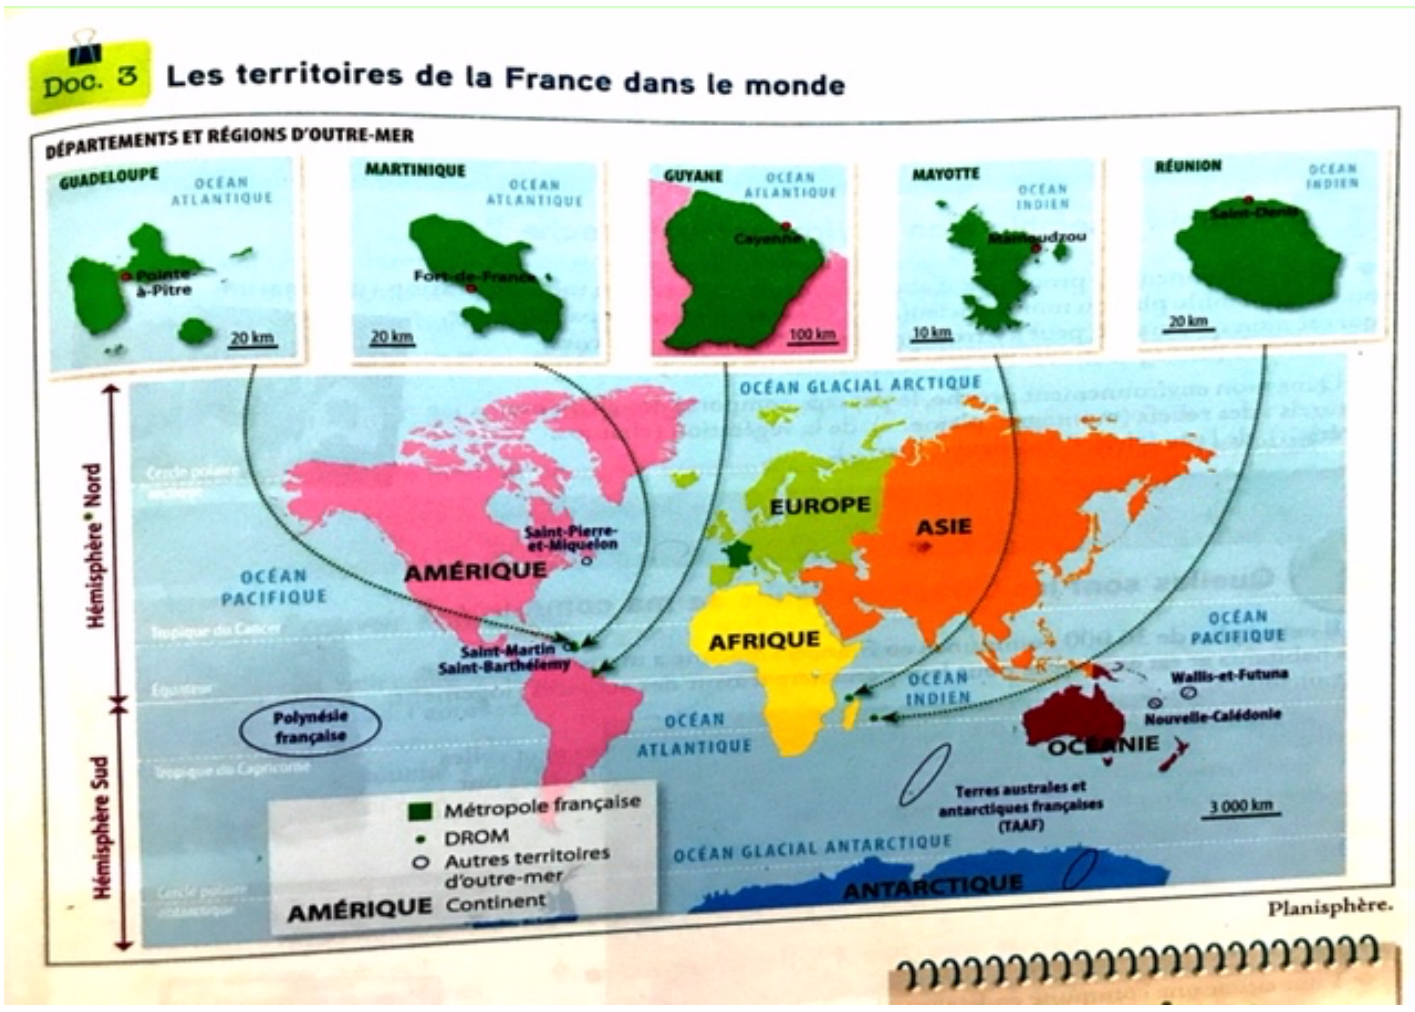 Doc. 3
Les territoires de la France dans le monde
DÉPARTEMENTS ET RÉGIONS D'OUTRE-MER
GUADELOUPE
OCÉAN
ATLANTIQUE
Pointe-
à-Pitre
20 km
MARTINIQUE
OCÉAN
ATLANTIQUE
Fort-de-France
20 km
GUYANE
OCÉAN
ATLANTIQUE
Cayenne
100 km
MAYOTTE
OCÉAN
INDIEN
Mamoudzou
10 km
RÉUNION
OCÉAN
INDIEN
Saint-Denis
20 km
Hémisphère* Nord
Hémisphère Sud
OCÉAN GLACIAL ARCTIQUE
Cercle polaire
arctique
EUROPE
ASIE
Saint-Pierre-
et-Miquelon
AMÉRIQUE
OCÉAN
PACIFIQUE
Tropique du Cancer
AFRIQUE
OCÉAN
PACIFIQUE
Saint-Martin
Saint-Barthélemy
Équateur
OCÉAN
INDIEN
Wallis-et-Futuna
Nouvelle-Calédonie
Polynésie
française
OCÉAN
ATLANTIQUE
OCÉANIE
Tropique du Capricorne
Terres australes et
antarctiques françaises
(TAAF)
3 000 km
Métropole française
DROM
Autres territoires
d'outre-mer
AMÉRIQUE Continent
OCÉAN GLACIAL ANTARCTIQUE
ANTARCTIQUE
Cercle polaire
antarctique
Planisphère.